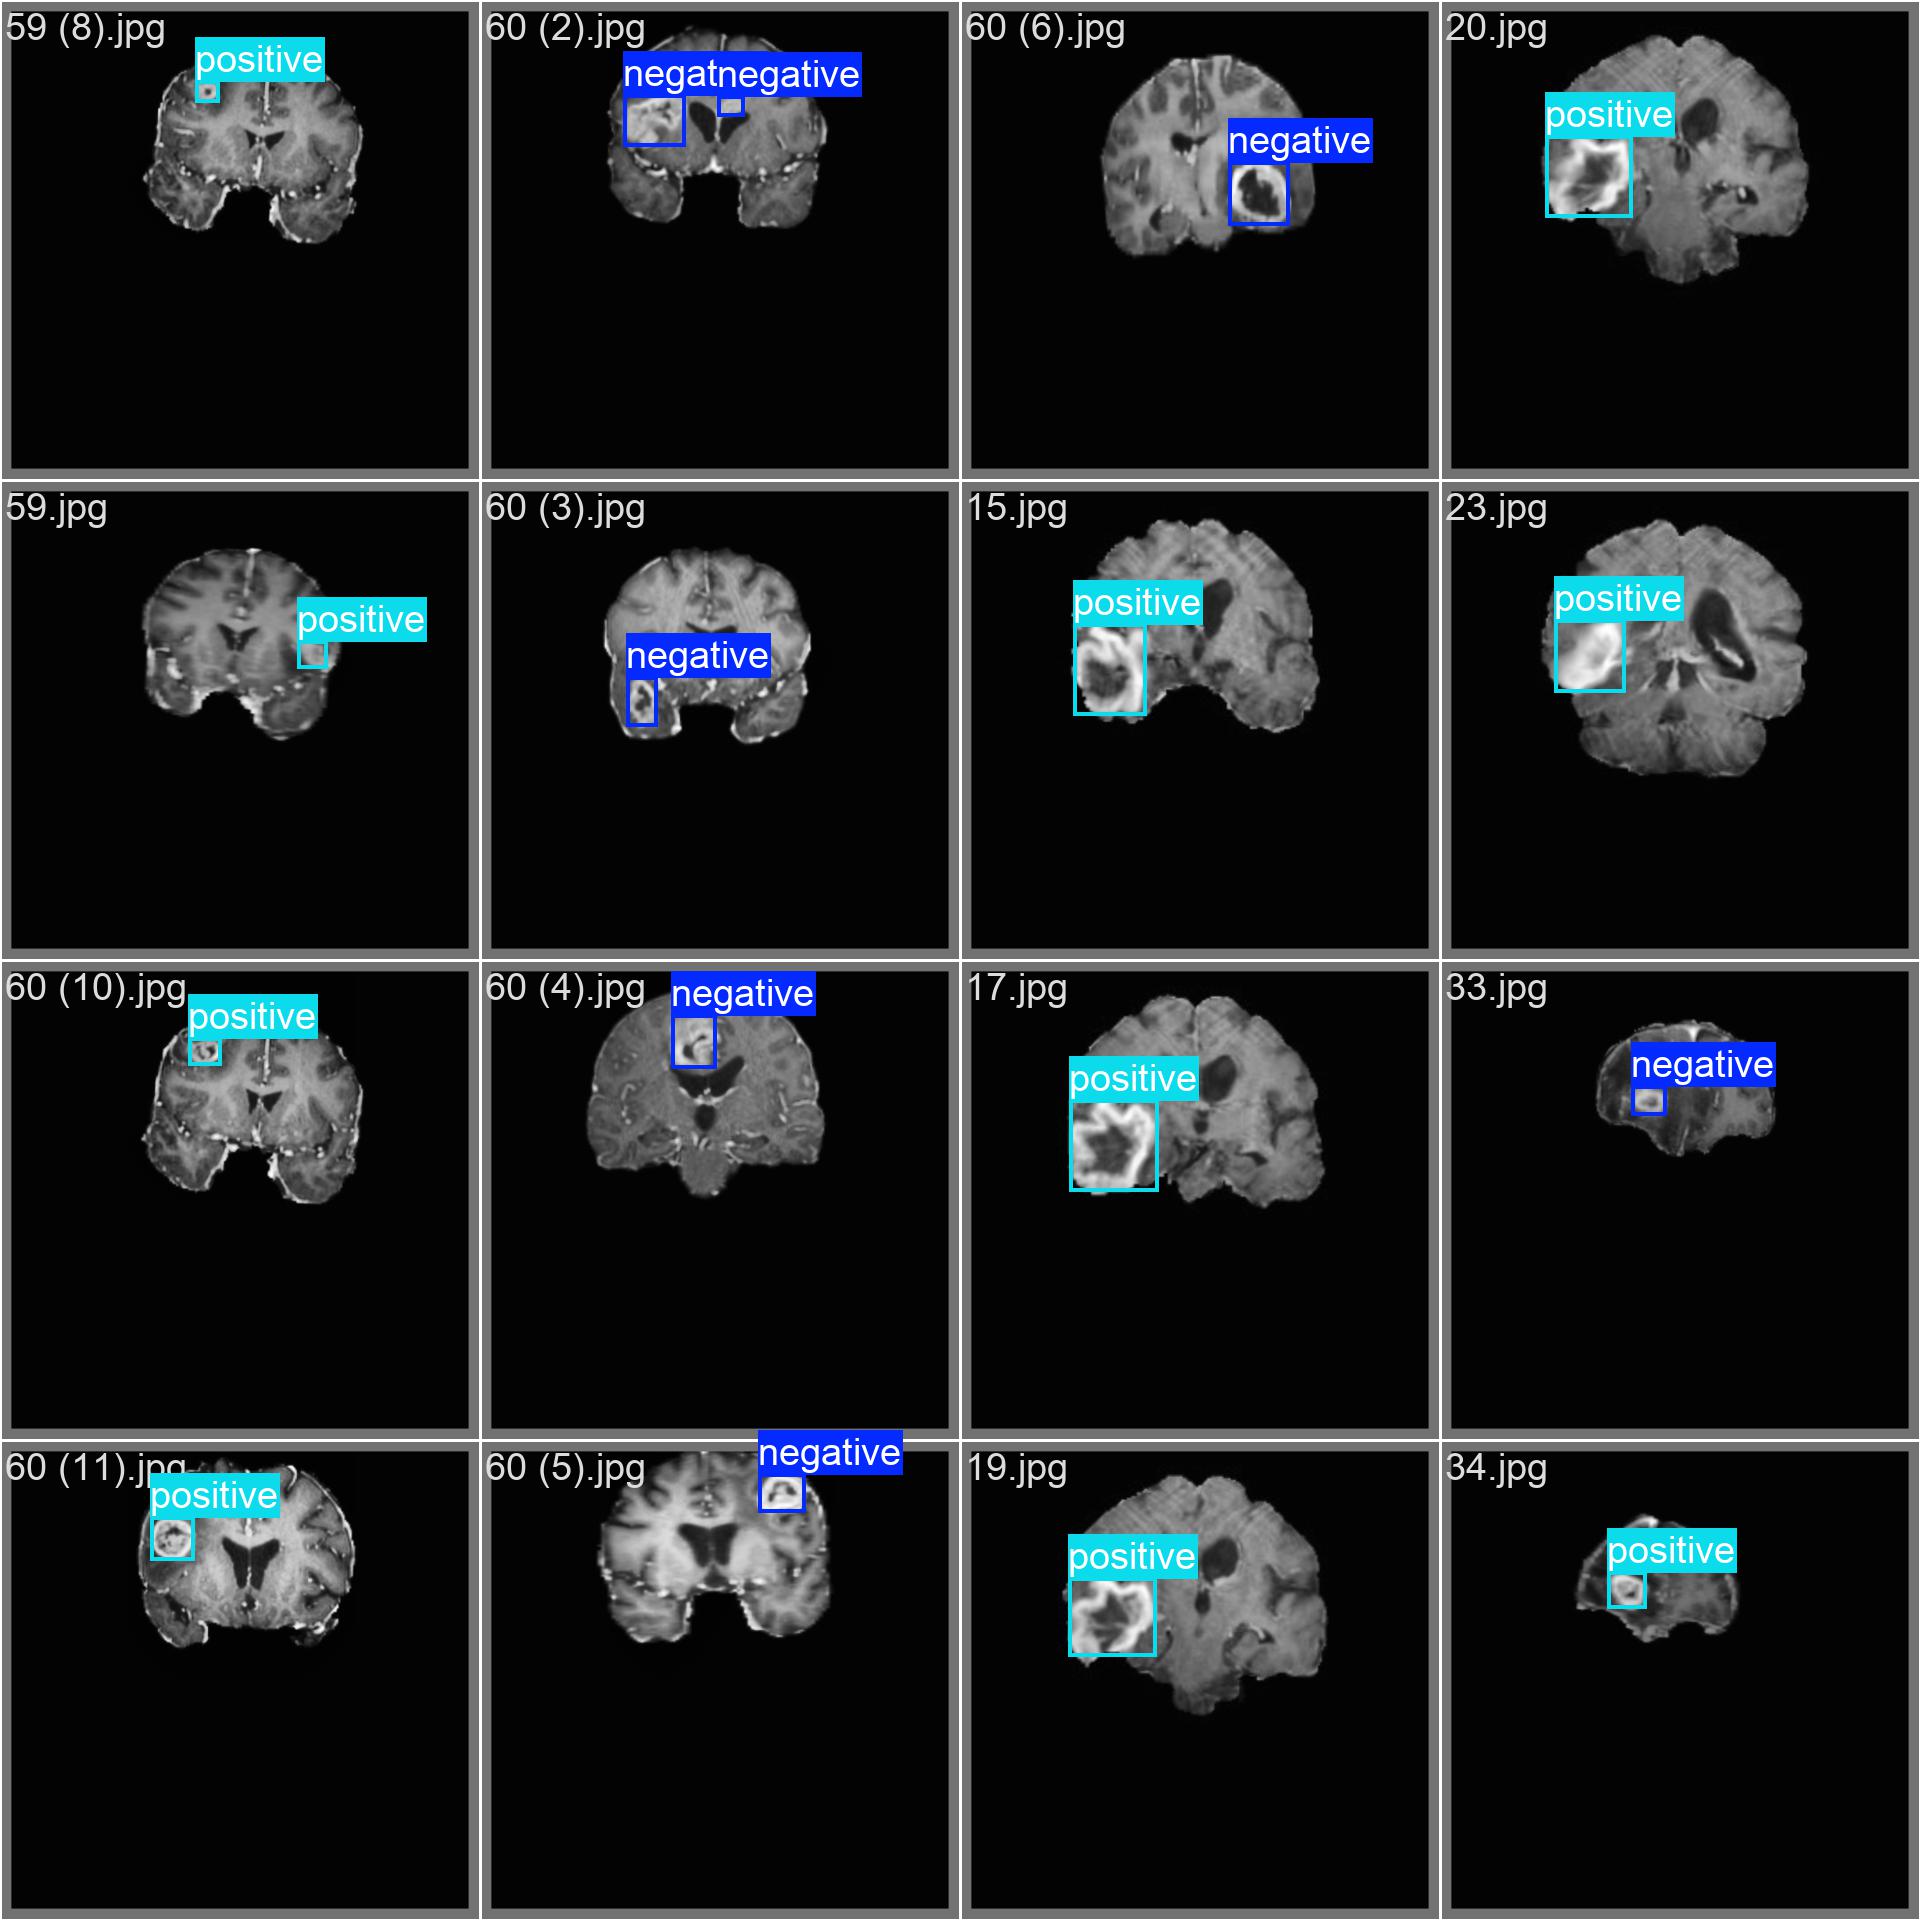 59 (8).jpg
positive
60 (2).jpg
negat
negative
60 (6).jpg
negative
20.jpg
positive
59.jpg
positive
60 (3).jpg
negative
15.jpg
positive
23.jpg
positive
60 (10).jpg
positive
60 (4).jpg
negative
17.jpg
positive
33.jpg
negative
60 (11).jpg
positive
60 (5).jpg
negative
19.jpg
positive
34.jpg
positive